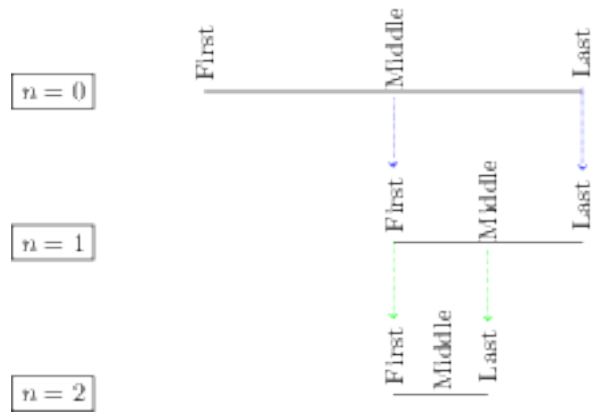 First Middle Last
n = 0
First Middle Last
n = 1
First Middle Last
n = 2